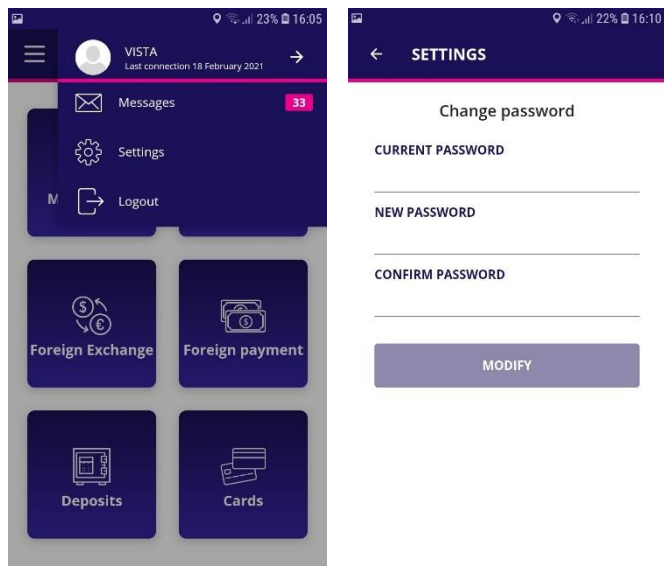 23% 16:05
VISTA
Last connection 18 February 2021
Messages 33
Settings
Logout
M
Foreign Exchange
Foreign payment
Deposits
Cards
22% 16:10
SETTINGS
Change password
CURRENT PASSWORD
NEW PASSWORD
CONFIRM PASSWORD
MODIFY